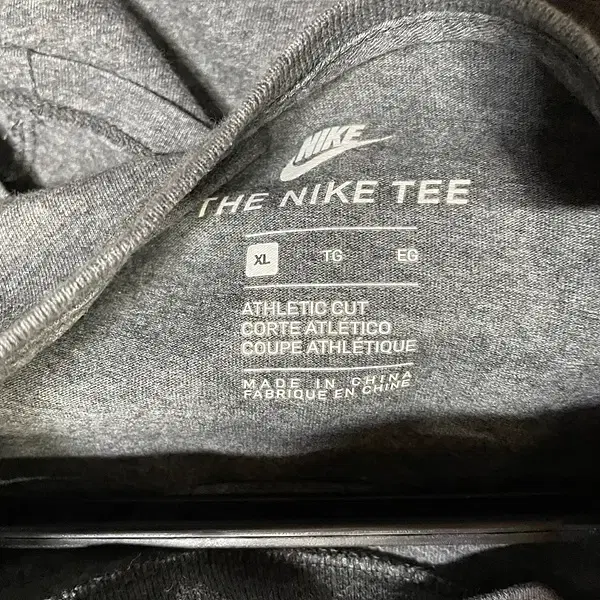 NIKE
THE NIKE TEE
XL TG EG
ATHLETIC CUT
CORTE ATLÉTICO
COUPE ATHLÉTIQUE
MADE IN CHINA
FABRIQUE EN CHINE